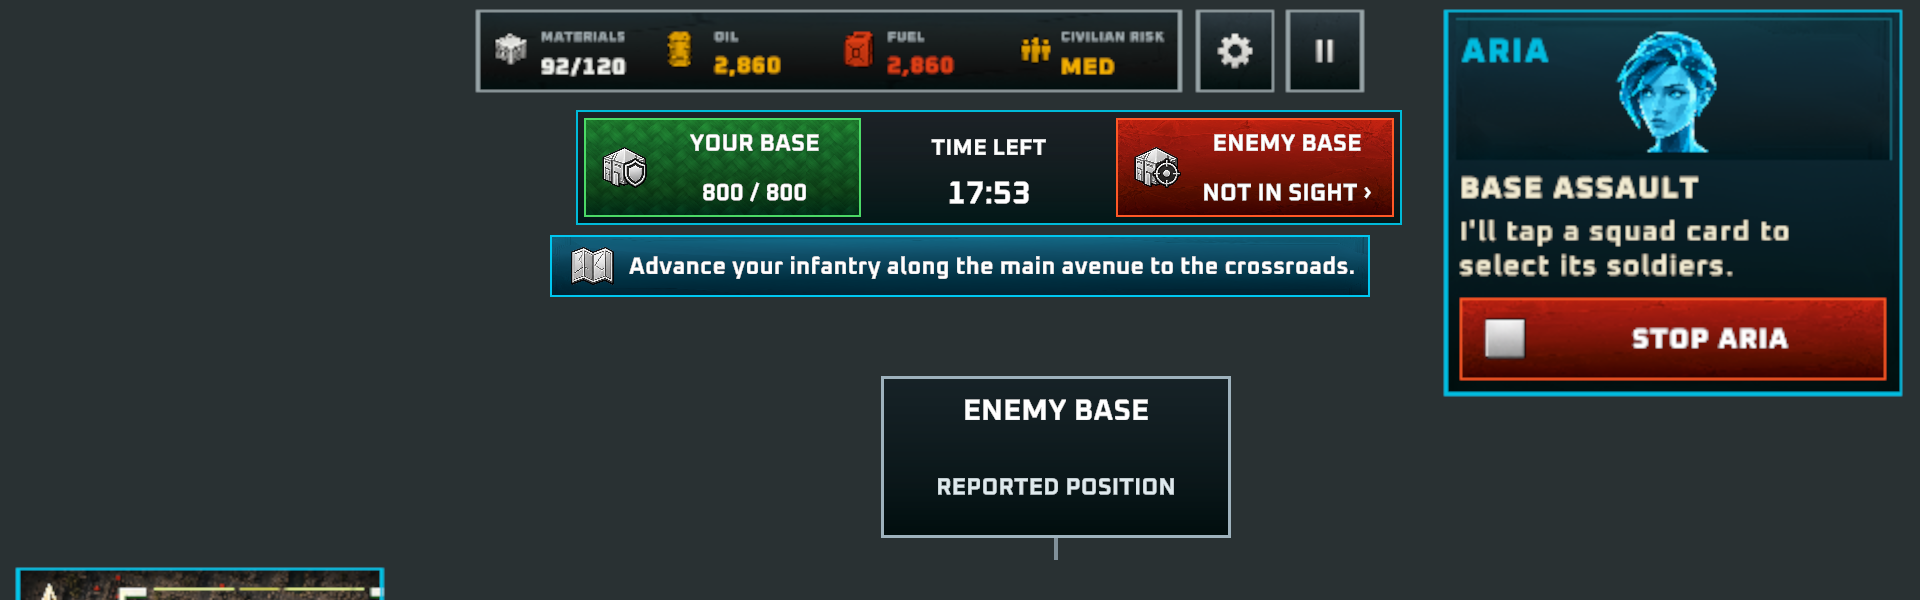 MATERIALS
92/120
OIL
2,860
FUEL
2,860
CIVILIAN RISK
MED
YOUR BASE
800 / 800
TIME LEFT
17:53
ENEMY BASE
NOT IN SIGHT ›
Advance your infantry along the main avenue to the crossroads.
ARIA
BASE ASSAULT
I'll tap a squad card to
select its soldiers.
STOP ARIA
ENEMY BASE
REPORTED POSITION